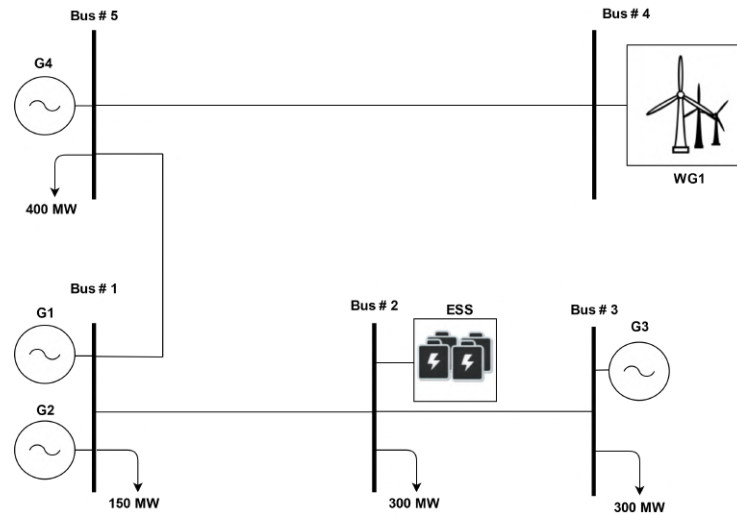 Bus # 5
Bus # 4
G4
WG1
400 MW
Bus # 1
G1
Bus # 2
ESS
Bus # 3
G3
G2
150 MW
300 MW
300 MW